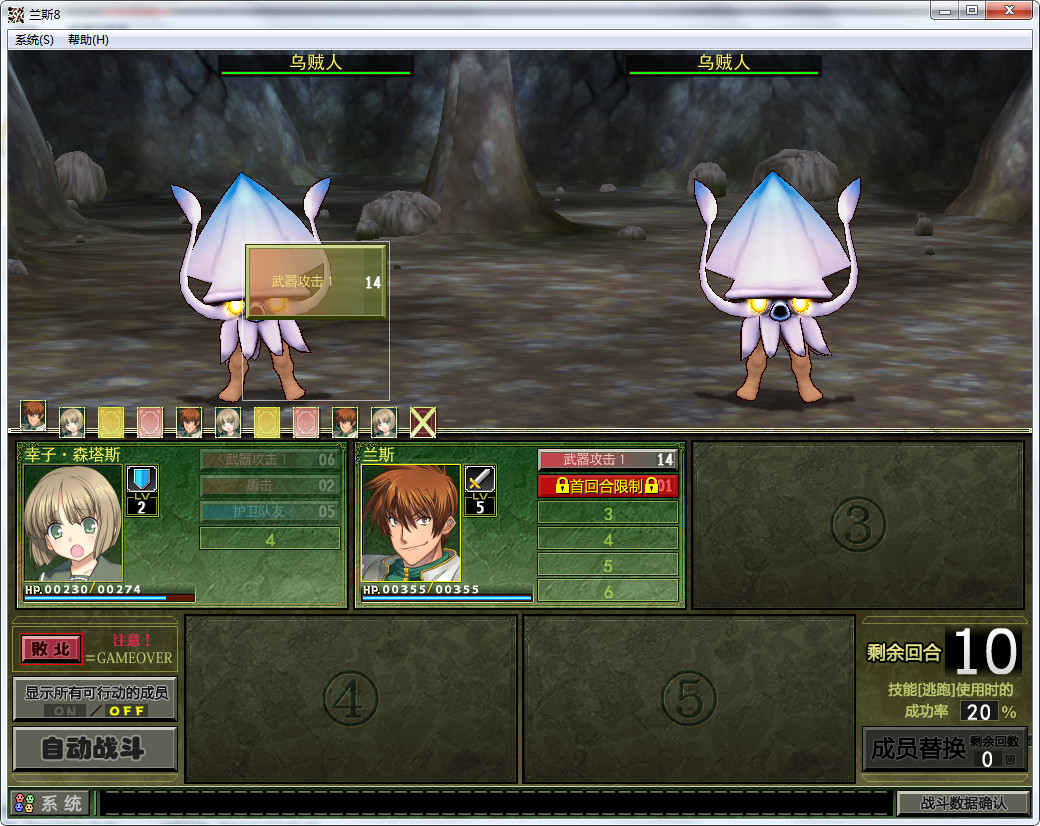 兰斯8
系统(S) 帮助(H)
乌贼人 乌贼人
武器攻击 1 14
幸子·森塔斯
LV
2
武器攻击 1 06
盾击 02
护卫队友 05
4
HP.00230/00274
兰斯
LV
5
武器攻击 1 14
首回合限制 01
3
4
5
6
HP.00355/00355
③
敗北 注意!
=GAMEOVER
显示所有可行动的成员
ON / OFF
自动战斗
④
⑤
剩余回合 10
技能[逃跑]使用时的
成功率 20 %
成员替换 剩余回数
0 回
系统
战斗数据确认